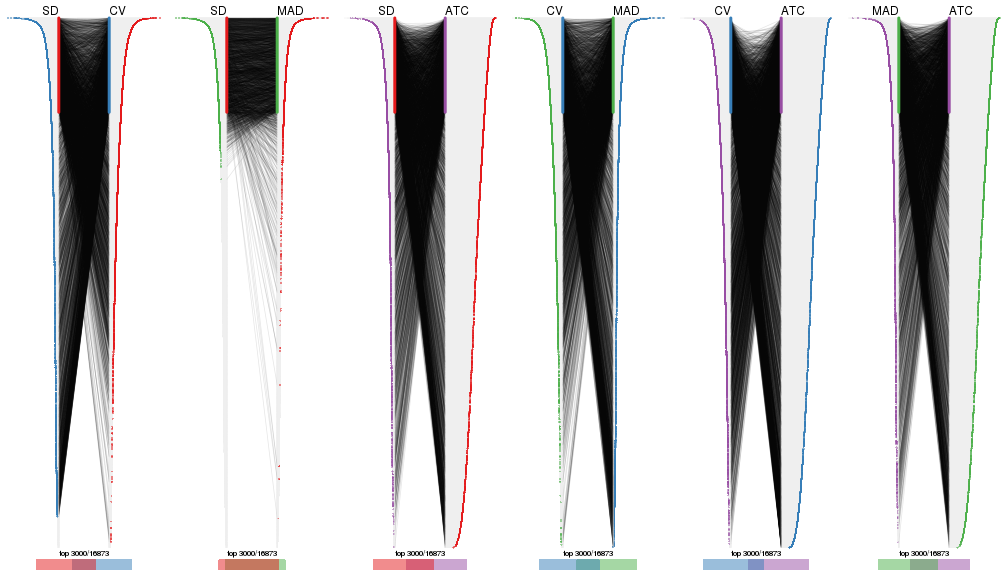 SD CV
SD MAD
SD ATC
CV MAD
CV ATC
MAD ATC
top 3000/16873
top 3000/16873
top 3000/16873
top 3000/16873
top 3000/16873
top 3000/16873